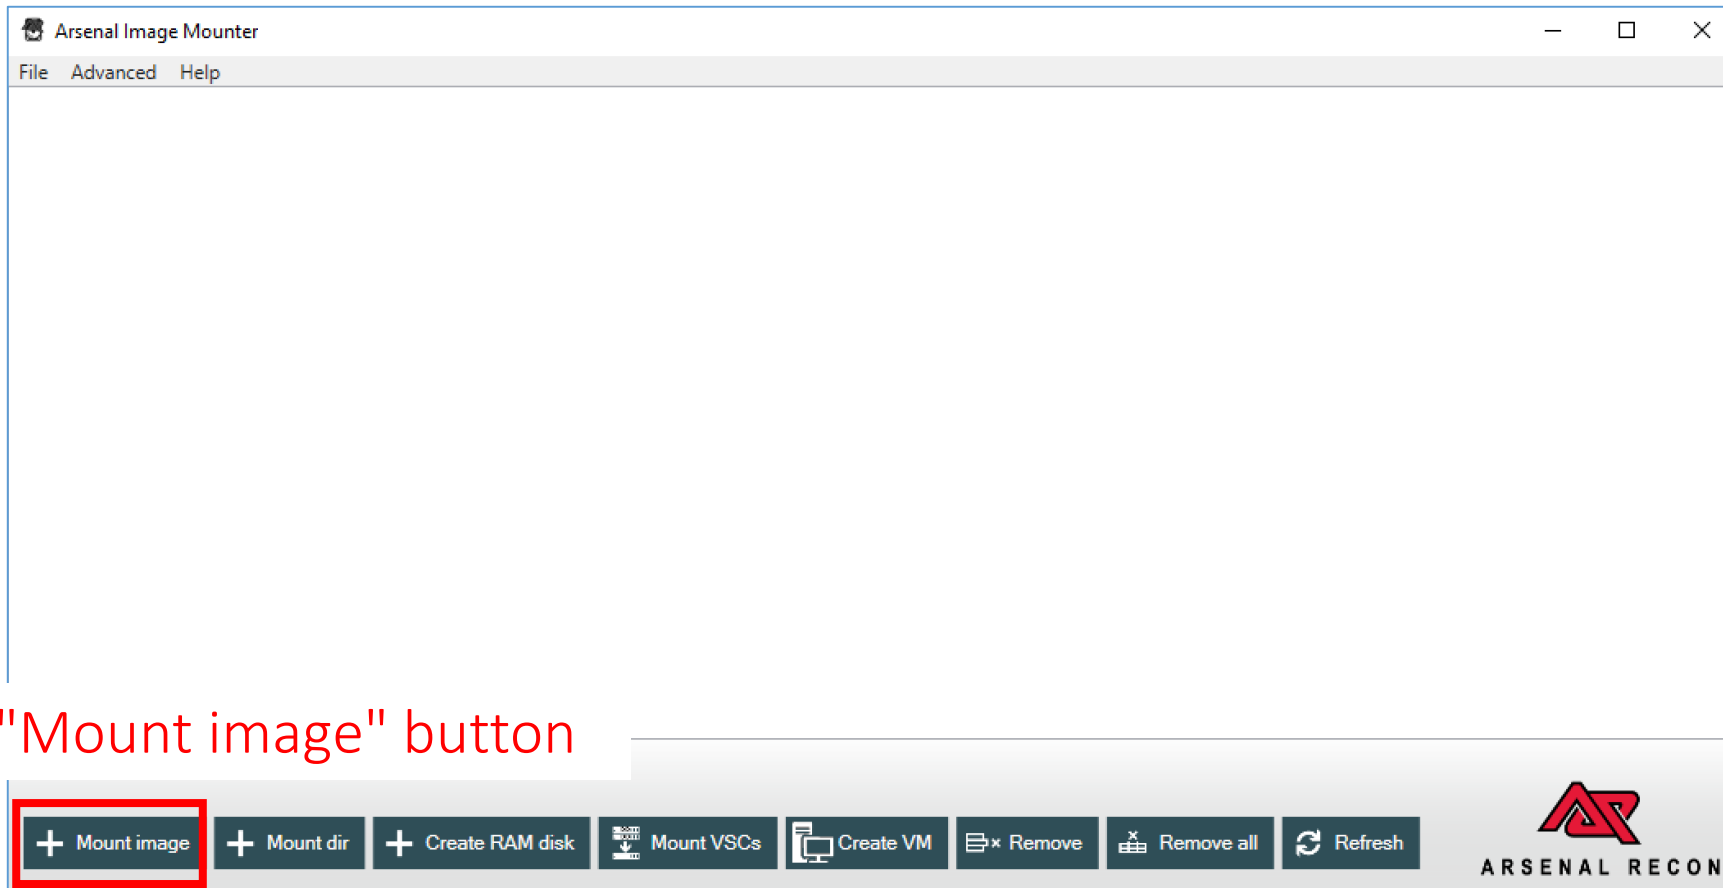 Arsenal Image Mounter
File Advanced Help
"Mount image" button
Mount image Mount dir Create RAM disk Mount VSCs Create VM Remove Remove all Refresh
ARSENAL RECON